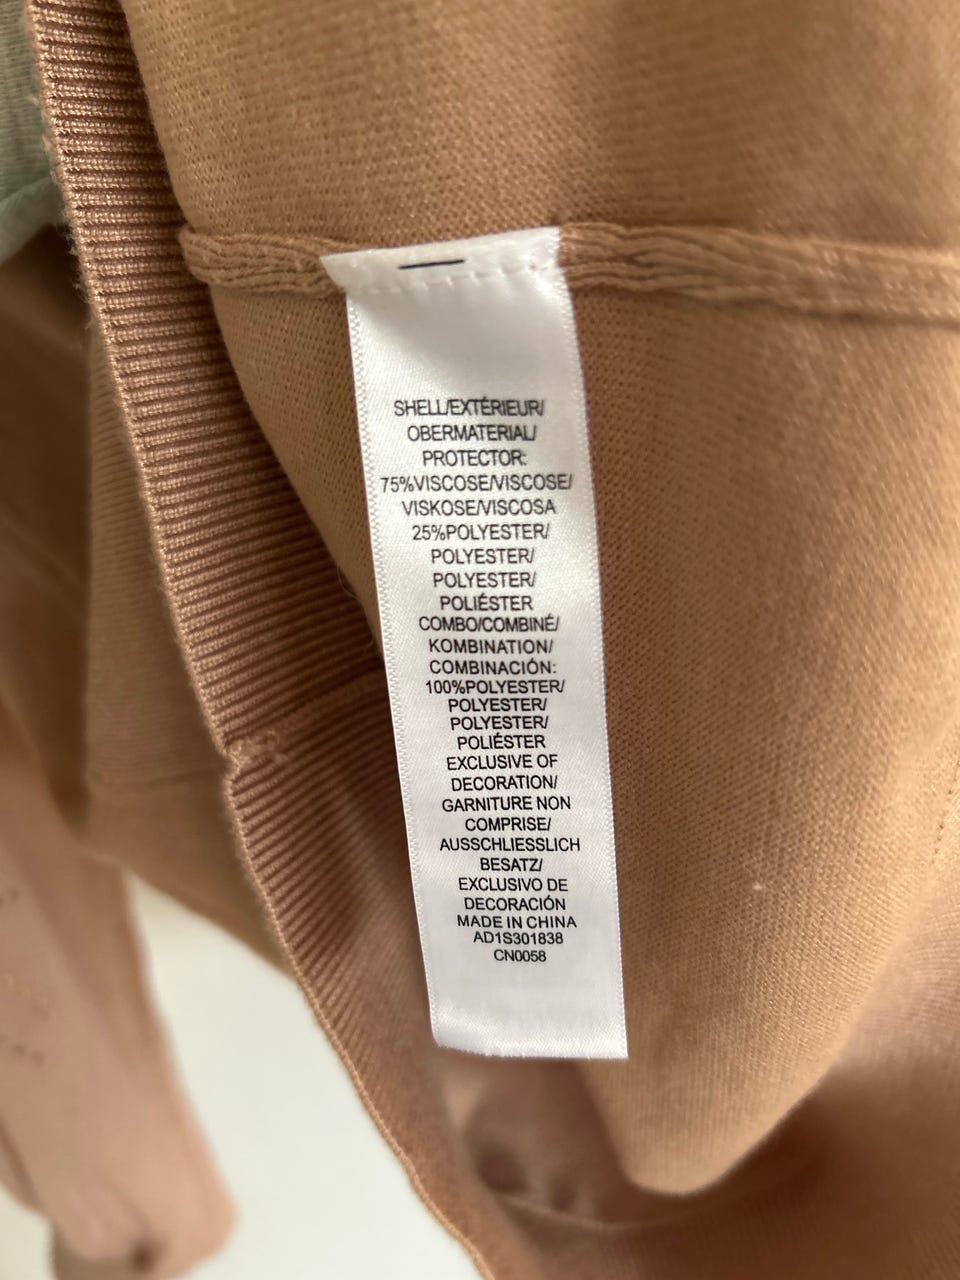 SHELL/EXTÉRIEUR/
OBERMATERIAL/
PROTECTOR:
75%VISCOSE/VISCOSE/
VISKOSE/VISCOSA
25%POLYESTER/
POLYESTER/
POLYESTER/
POLIÉSTER
COMBO/COMBINÉ/
KOMBINATION/
COMBINACIÓN:
100%POLYESTER/
POLYESTER/
POLYESTER/
POLIÉSTER
EXCLUSIVE OF
DECORATION/
GARNITURE NON
COMPRISE/
AUSSCHLIESSLICH
BESATZ/
EXCLUSIVO DE
DECORACIÓN
MADE IN CHINA
AD1S301838
CN0058